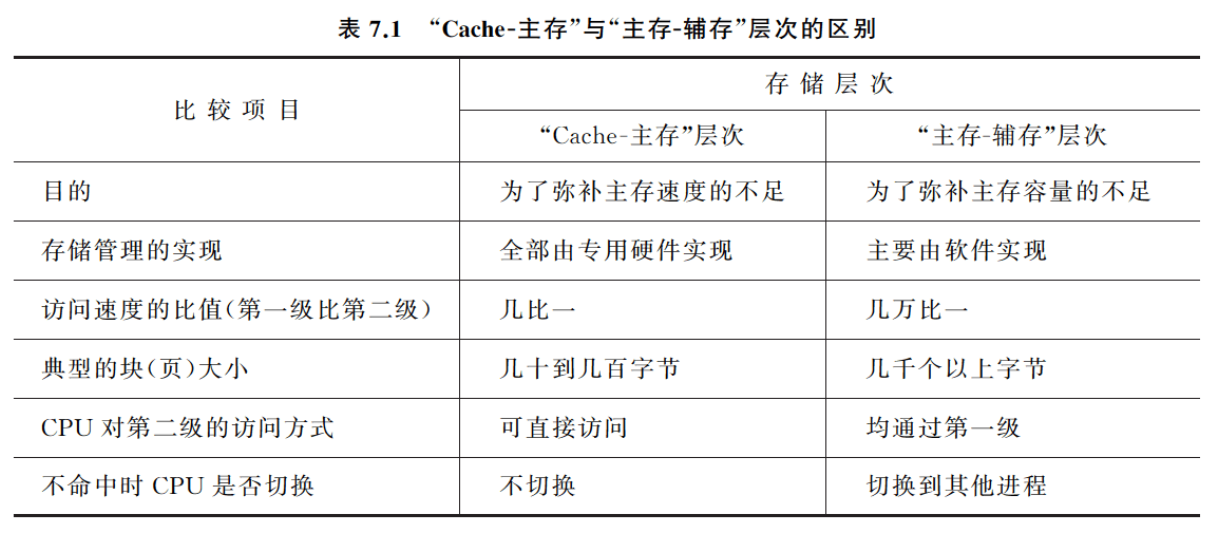 表 7.1 “Cache-主存”与“主存-辅存”层次的区别
比较项目
存储层次
“Cache-主存”层次 “主存-辅存”层次
目的 为了弥补主存速度的不足 为了弥补主存容量的不足
存储管理的实现 全部由专用硬件实现 主要由软件实现
访问速度的比值(第一级比第二级) 几比一 几万比一
典型的块(页)大小 几十到几百字节 几千个以上字节
CPU 对第二级的访问方式 可直接访问 均通过第一级
不命中时 CPU 是否切换 不切换 切换到其他进程